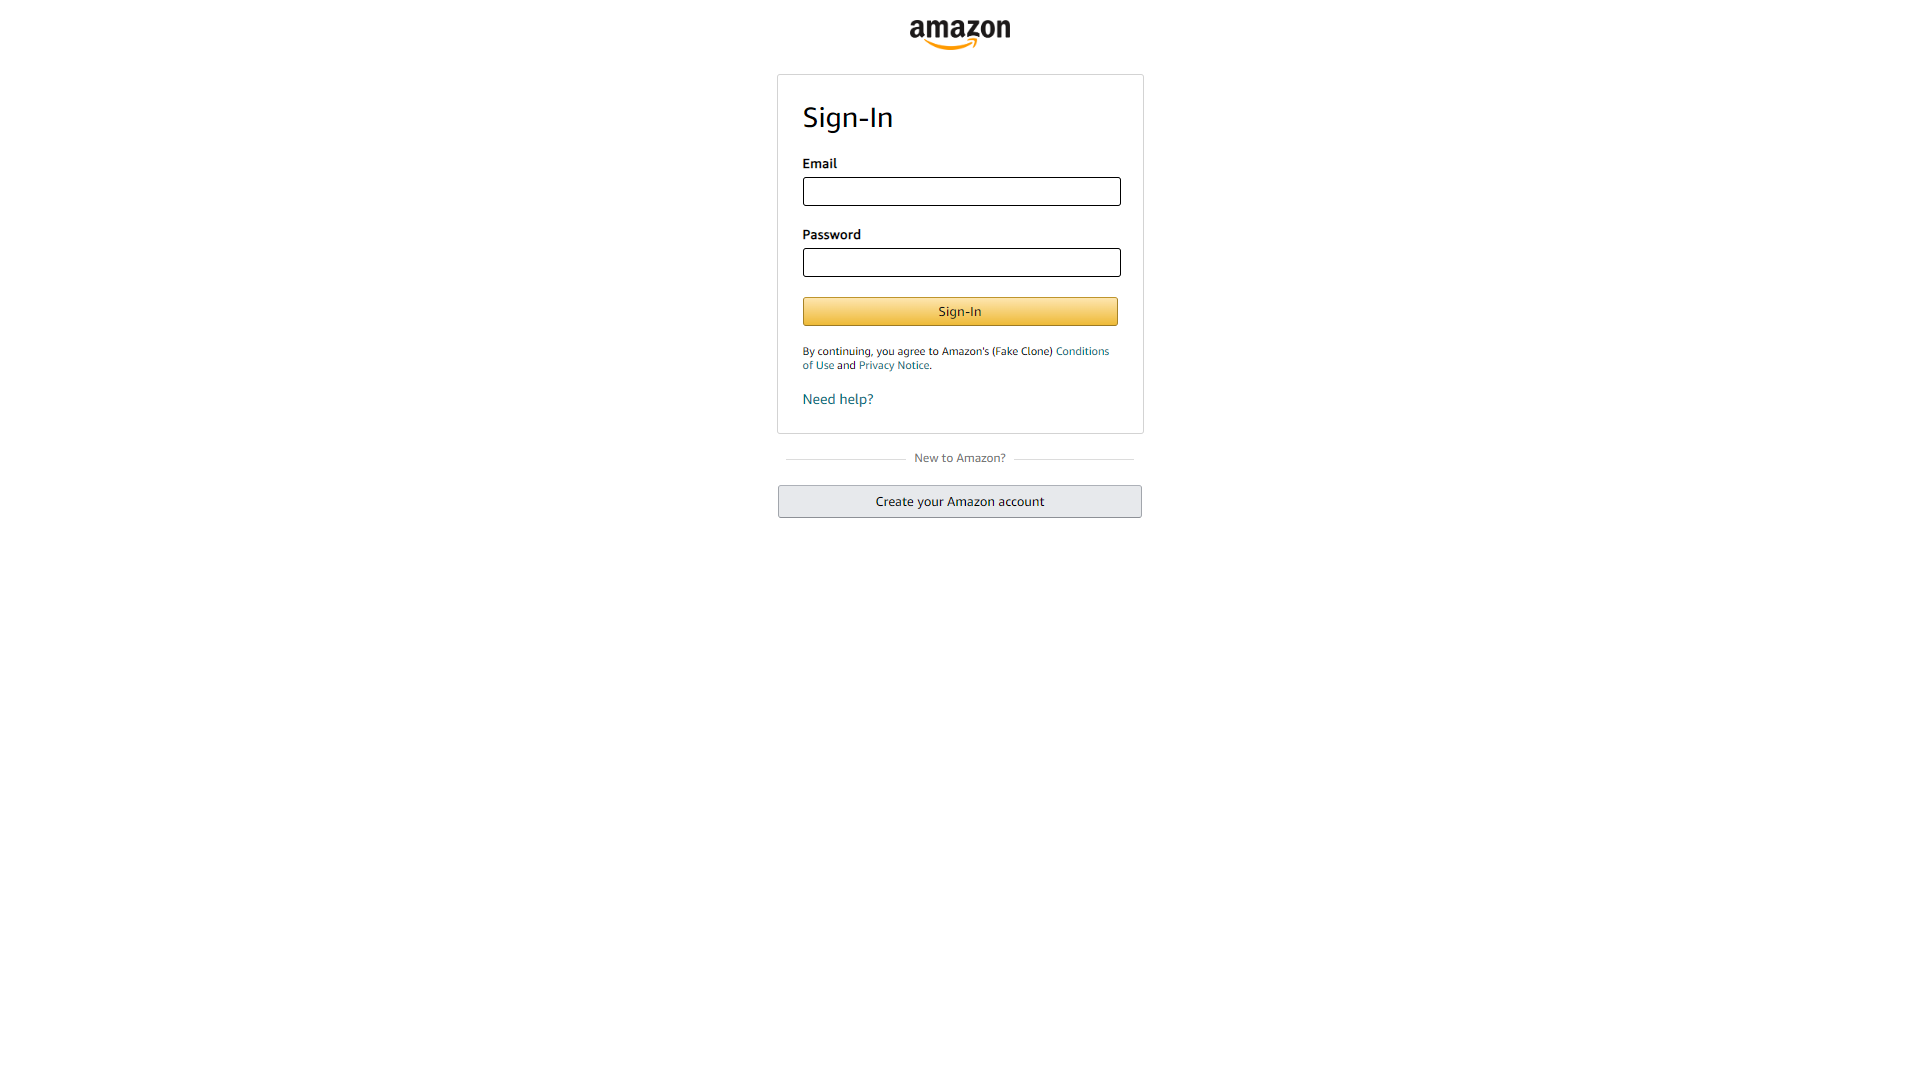 amazon
Sign-In
Email
Password
Sign-In
By continuing, you agree to Amazon's (Fake Clone) Conditions
of Use and Privacy Notice.
Need help?
New to Amazon?
Create your Amazon account